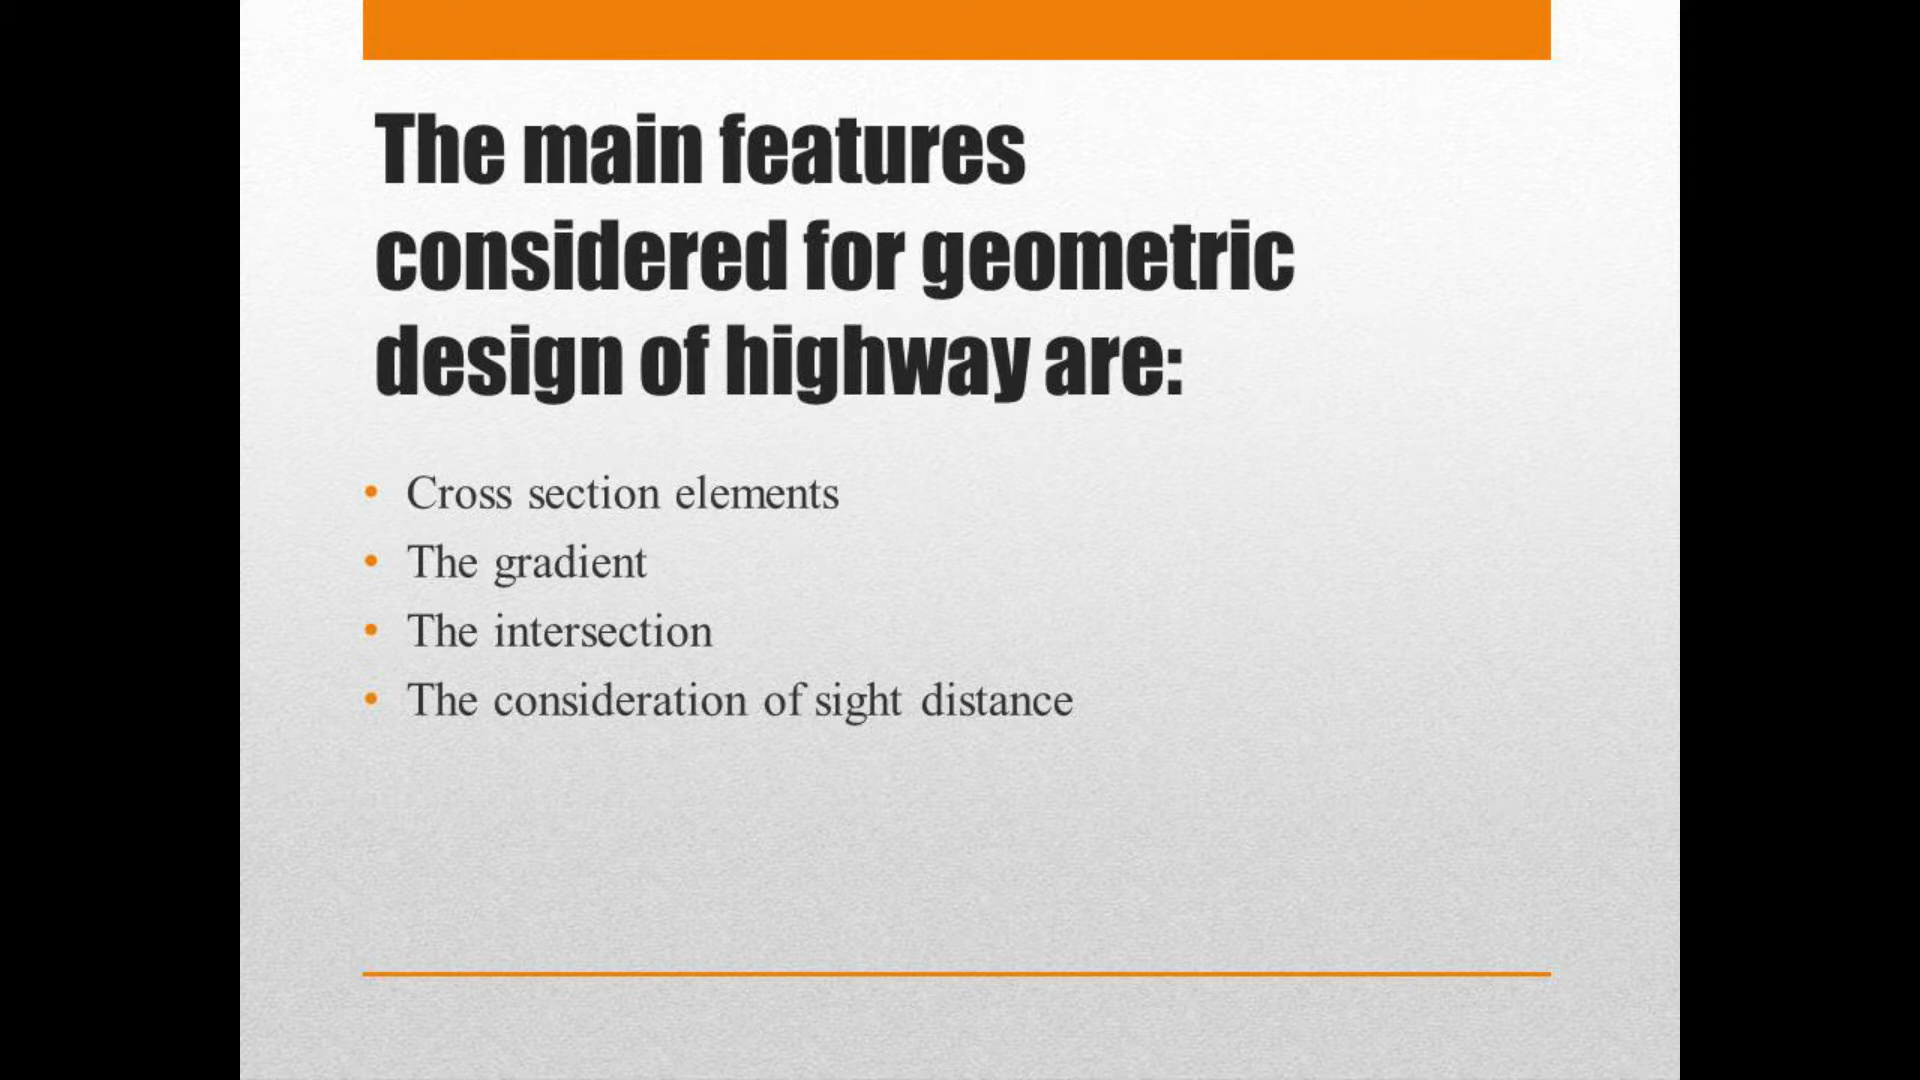 The main features
considered for geometric
design of highway are:
• Cross section elements
• The gradient
• The intersection
• The consideration of sight distance